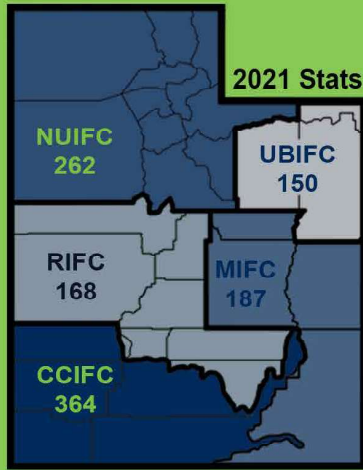 2021 Stats
NUIFC
262
UBIFC
150
RIFC
168
MIFC
187
CCIFC
364